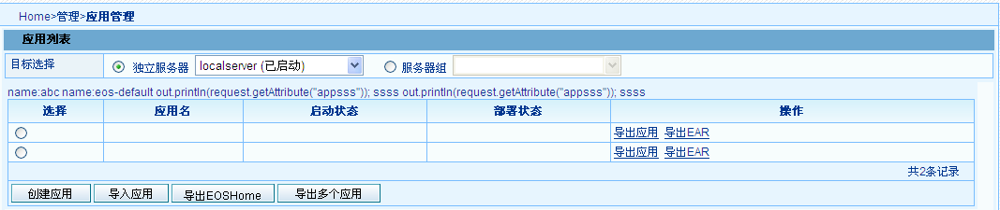 Home>管理>应用管理
应用列表
目标选择 独立服务器 localserver (已启动) 服务器组
name:abc name:eos-default out.println(request.getAttribute("appsss")); ssss out.println(request.getAttribute("appsss")); ssss
选择 应用名 启动状态 部署状态 操作
导出应用 导出EAR
导出应用 导出EAR
共2条记录
创建应用 导入应用 导出EOSHome 导出多个应用